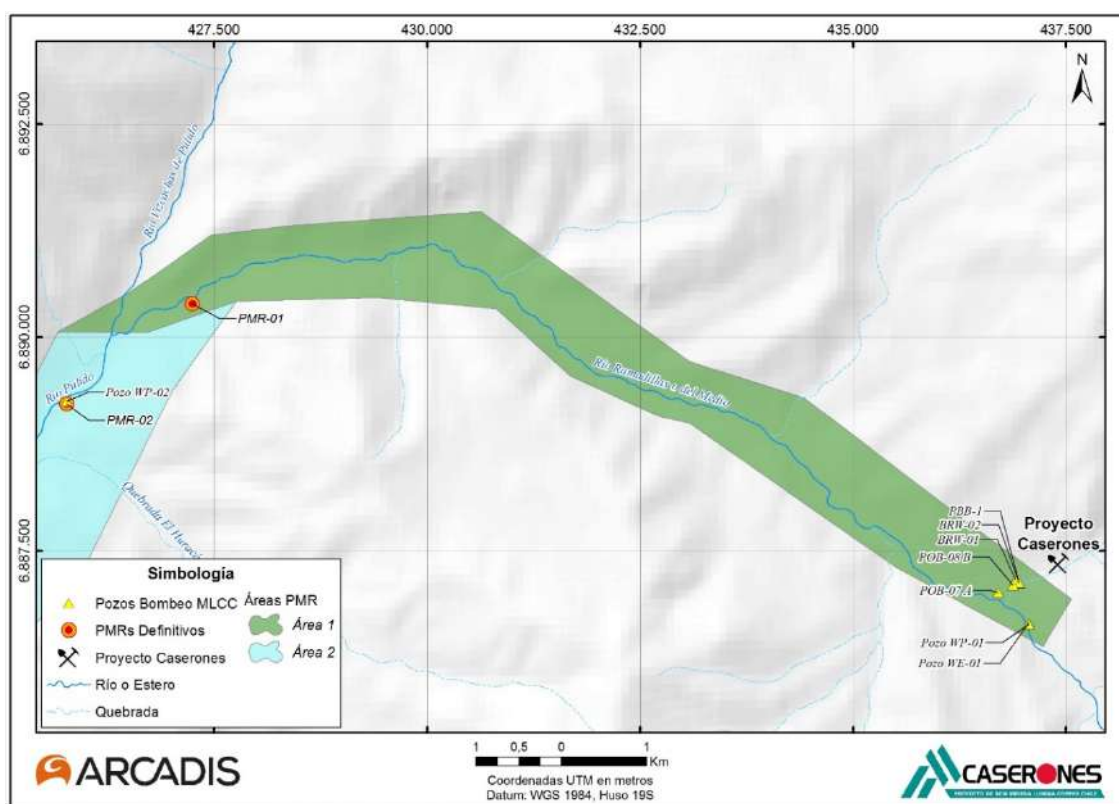 427.500 430.000 432.500 435.000 437.500
N
6.892.500
6.890.000
6.887.500
Río Vizcachas de Pulido
PMR-01
Río Pulido
Pozo WP-02
PMR-02
Río Ramadillas o del Medio
PBB-1
BRW-02
BRW-01
POB-08 B
POB-07 A
Pozo WP-01
Pozo WE-01
Proyecto
Caserones
Simbología
Pozos Bombeo MLCC
PMRs Definitivos
Proyecto Caserones
Río o Estero
Quebrada
Áreas PMR
Área 1
Área 2
ARCADIS
1 0,5 0 1
Km
Coordenadas UTM en metros
Datum: WGS 1984, Huso 19S
CASERONES